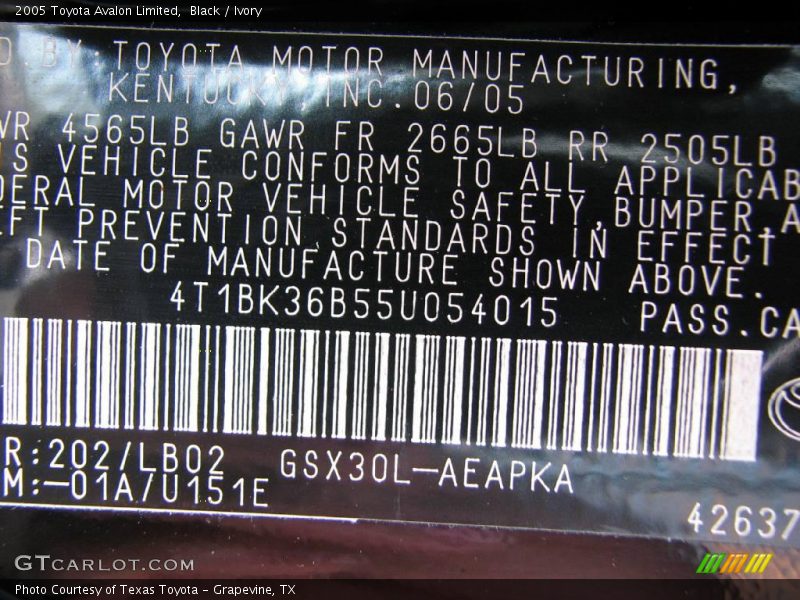 2005 Toyota Avalon Limited, Black / Ivory
D.BY:TOYOTA MOTOR MANUFACTURING,
KENTUCKY,INC.06/05
WR 4565LB GAWR FR 2665LB RR 2505LB
IS VEHICLE CONFORMS TO ALL APPLICAB
DERAL MOTOR VEHICLE SAFETY,BUMPER,A
EFT PREVENTION STANDARDS IN EFFECT
DATE OF MANUFACTURE SHOWN ABOVE.
4T1BK36B55U054015 PASS.CA
R:202/LB02 GSX30L-AEAPKA
M:-01A/U151E
42637
GTCARLOT.COM
Photo Courtesy of Texas Toyota - Grapevine, TX